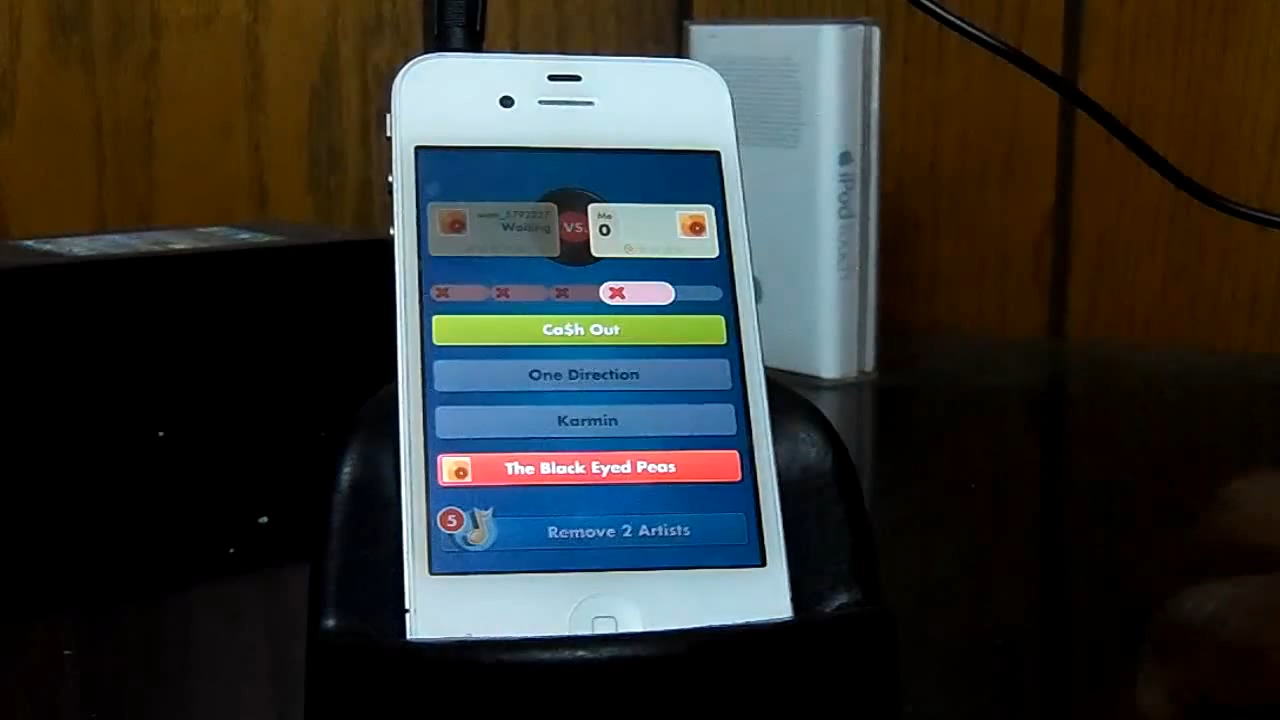 Waiting
VS.
Me
0
Ca$h Out
One Direction
Karmin
The Black Eyed Peas
5
Remove 2 Artists
iPod touch